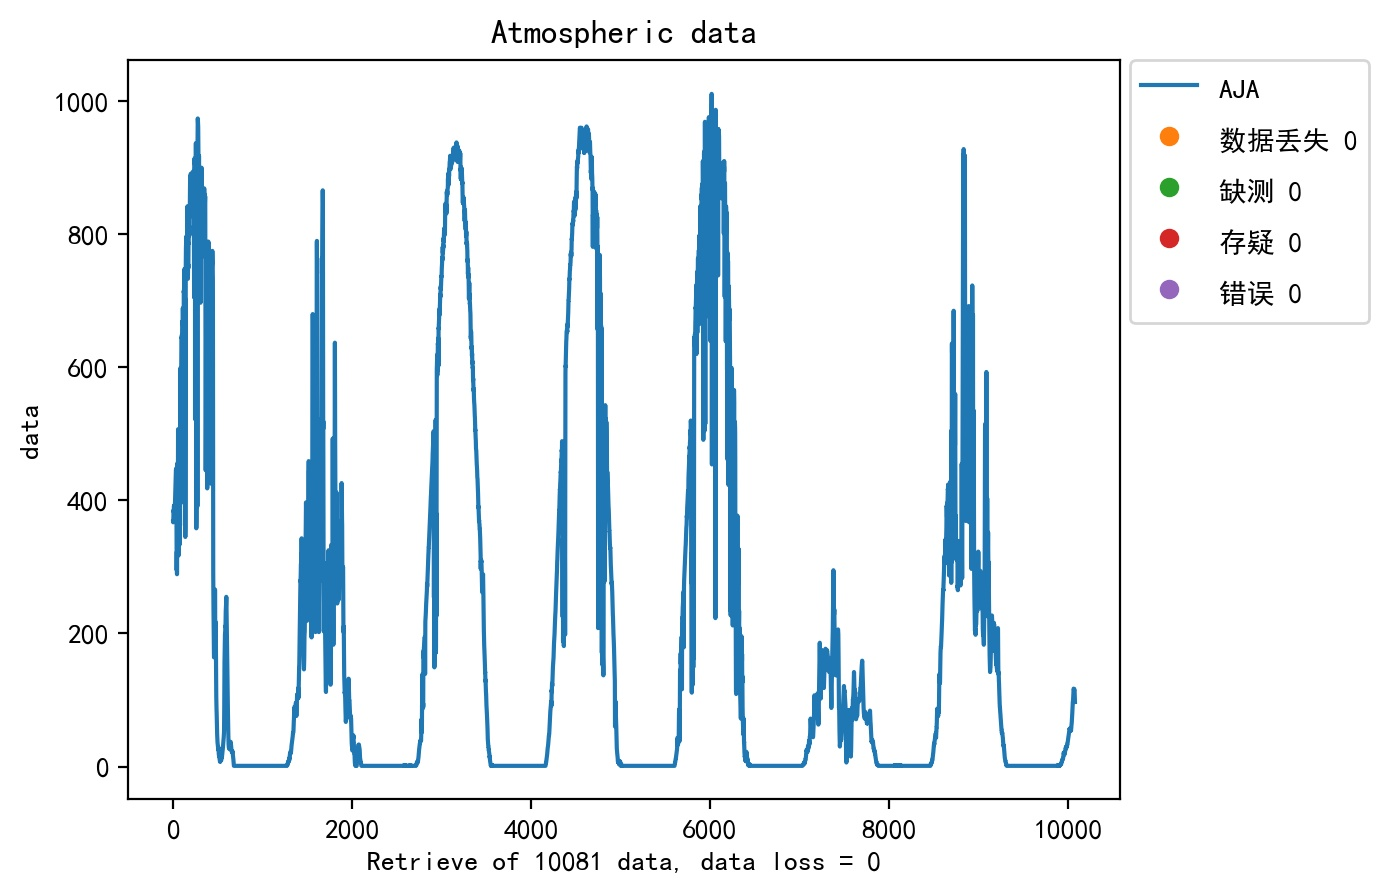 Atmospheric data
1000
800
600
400
200
0
data
0 2000 4000 6000 8000 10000
Retrieve of 10081 data, data loss = 0
AJA
数据丢失 0
缺测 0
存疑 0
错误 0